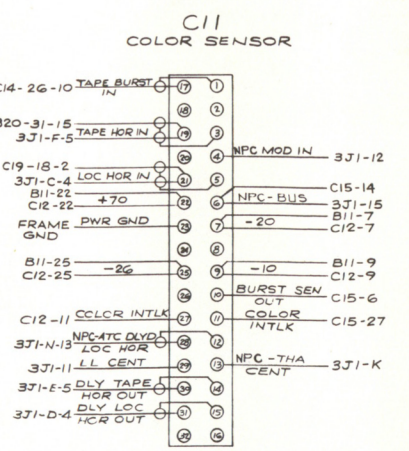 C11
COLOR SENSOR
C14-26-10 TAPE BURST IN 17 1
18 2
B20-31-15
3J1-F-5 TAPE HOR IN 19 3
20 4 NPC MOD IN 3J1-12
C19-18-2
3J1-C-4 LOC HOR IN 21 5
B11-22
C12-22 +70 22 6 NPC-BUS C15-14
3J1-15
FRAME GND PWR GND 23 7 -20 B11-7
C12-7
24 8
B11-25
C12-25 -26 25 9 -10 B11-9
C12-9
26 10 BURST SEN OUT C15-6
C12-11 COLOR INTLK 27 11 COLOR INTLK C15-27
3J1-N-13 NPC-ATC DLYD LOC HOR 28 12
3J1-11 LL CENT 29 13 NPC-THA CENT 3J1-K
3J1-E-5 DLY TAPE HOR OUT 30 14
3J1-D-4 DLY LOC HOR OUT 31 15
32 16